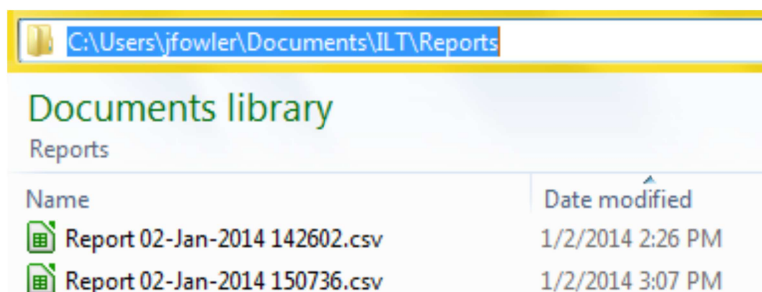 C:\Users\jfowler\Documents\ILT\Reports
Documents library
Reports
Name Date modified
Report 02-Jan-2014 142602.csv 1/2/2014 2:26 PM
Report 02-Jan-2014 150736.csv 1/2/2014 3:07 PM